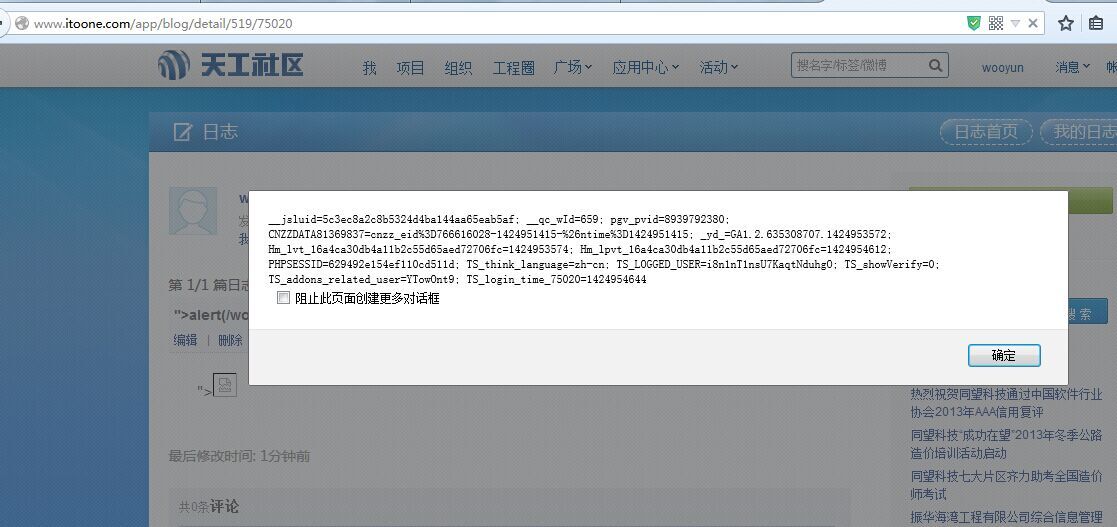 www.itoone.com/app/blog/detail/519/75020
天工社区 我 项目 组织 工程圈 广场 应用中心 活动 搜名字/标签/微博 wooyun 消息
日志 日志首页 我的日志
__jsluid=5c3ec8a2c8b5324d4ba144aa65eab5af; __qc_wId=659; pgv_pvid=8939792380;
CNZZDATA81369837=cnzz_eid%3D766616028-1424951415-%26ntime%3D1424951415; _yd_=GA1.2.635308707.1424953572;
Hm_lvt_16a4ca30db4a11b2c55d65aed72706fc=1424953574; Hm_lpvt_16a4ca30db4a11b2c55d65aed72706fc=1424954612;
PHPSESSID=629492e154ef110cd511d; TS_think_language=zh-cn; TS_LOGGED_USER=i8n1nT1nsU7KaqtNduhg0; TS_showVerify=0;
TS_addons_related_user=YTow0nt9; TS_login_time_75020=1424954644
阻止此页面创建更多对话框
确定
第 1/1 篇日志
">alert(/wo
编辑 | 删除
搜 索
">
最后修改时间: 1分钟前
共0条评论
热烈祝贺同望科技通过中国软件行业
协会2013年AAA信用复评
同望科技“成功在望”2013年冬季公路
造价培训活动启动
同望科技七大片区齐力助考全国造价
师考试
振华海湾工程有限公司综合信息管理